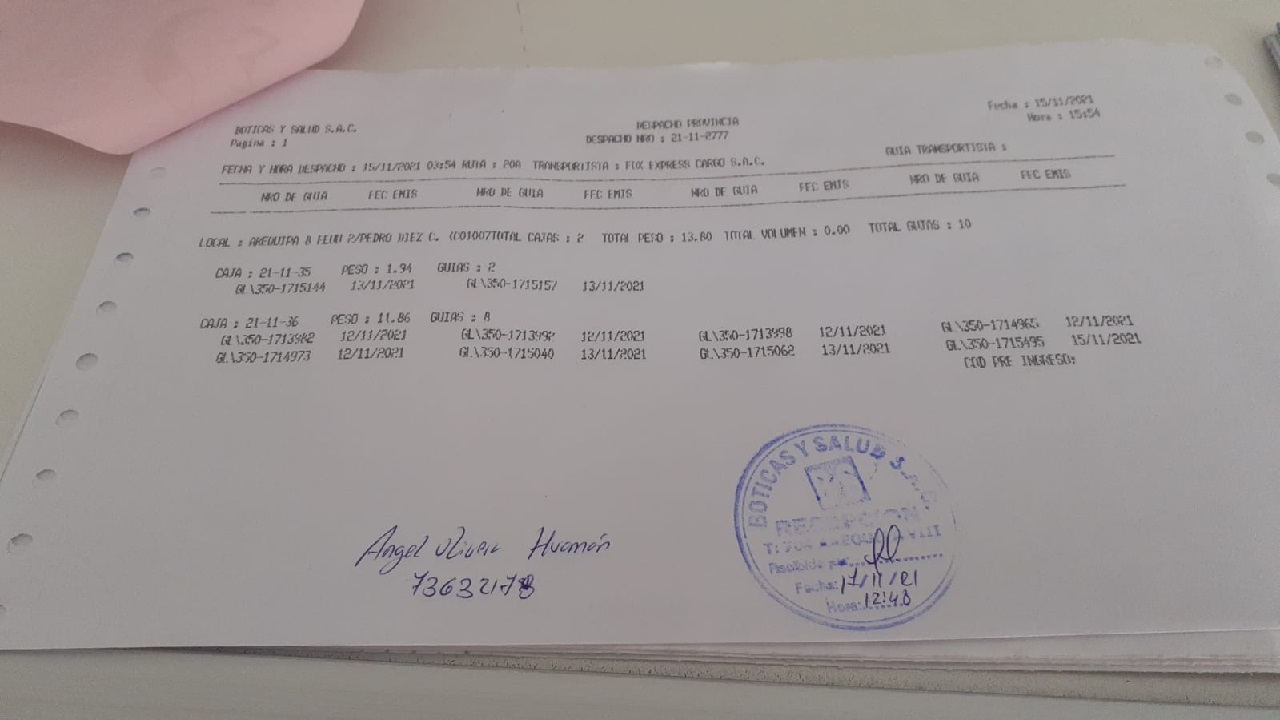 Fecha : 15/11/2021
Hora : 15:54
BOTICAS Y SALUD S.A.C.
Pagina : 1
DESPACHO PROVINCIA
DESPACHO NRO : 21-11-2777
GUIA TRANSPORTISTA :
FECHA Y HORA DESPACHO : 15/11/2021 03:54 RUTA : POA TRANSPORTISTA : FOX EXPRESS CARGO S.A.C.
NRO DE GUIA FEC EMIS NRO DE GUIA FEC EMIS NRO DE GUIA FEC EMIS NRO DE GUIA FEC EMIS
LOCAL : AREQUIPA 8 2/PEDRO DIEZ C. TOTAL CAJAS : 2 TOTAL PESO : 13.80 TOTAL VOLUMEN : 0.00 TOTAL GUIAS : 10
CAJA : 21-11-35 PESO : 1.94 GUIAS : 2
GL\350-1715144 13/11/2021 GL\350-1715157 13/11/2021
CAJA : 21-11-36 PESO : 11.86 GUIAS : 8
GL\350-1713982 12/11/2021 GL\350-1713992 12/11/2021 GL\350-1713998 12/11/2021 GL\350-1714965 12/11/2021
GL\350-1714973 12/11/2021 GL\350-1715040 13/11/2021 GL\350-1715062 13/11/2021 GL\350-1715495 15/11/2021
COD PRE INGRESO:
BOTICAS Y SALUD S.A.C.
RECEPCION
AREQUIPA VIII
Recibido por:
Fecha: 17/11/21
Hora: 12:48
Angel Huamán
73632178